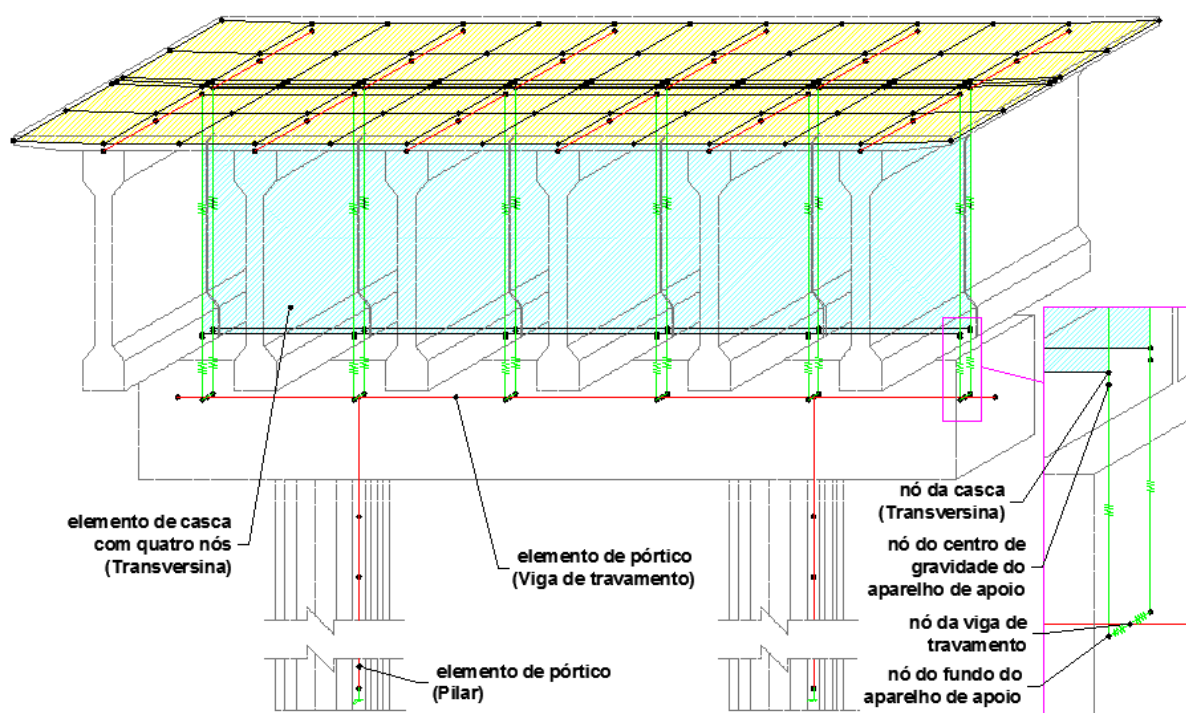 elemento de casca
com quatro nós
(Transversina)
elemento de pórtico
(Viga de travamento)
elemento de pórtico
(Pilar)
nó da casca
(Transversina)
nó do centro de
gravidade do
aparelho de apoio
nó da viga de
travamento
nó do fundo do
aparelho de apoio